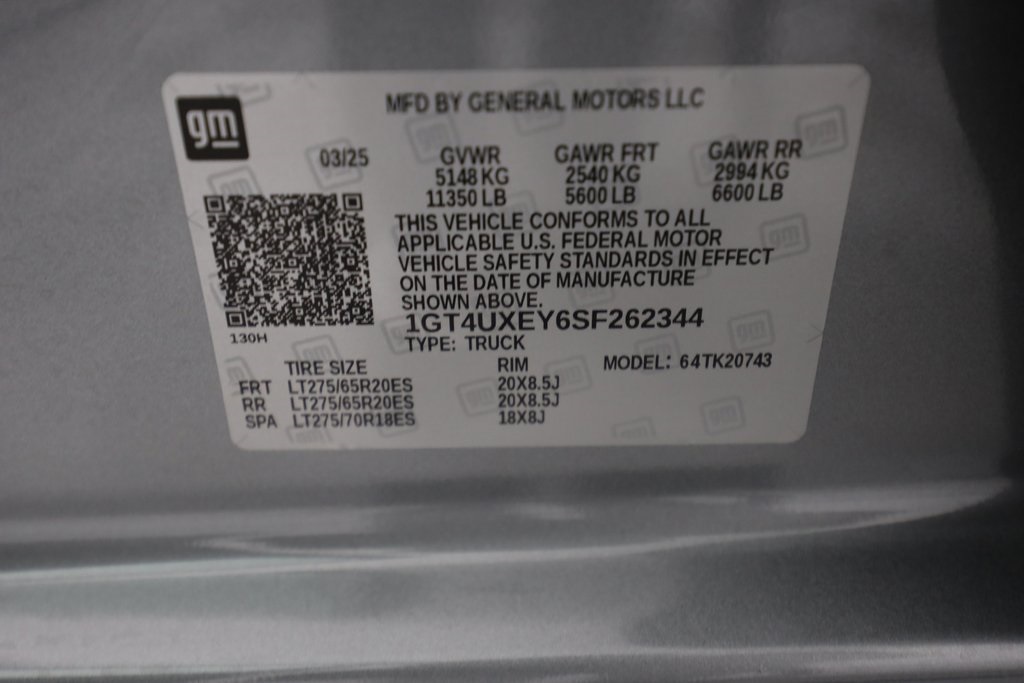 MFD BY GENERAL MOTORS LLC
gm
03/25 GVWR GAWR FRT GAWR RR
5148 KG 2540 KG 2994 KG
11350 LB 5600 LB 6600 LB
THIS VEHICLE CONFORMS TO ALL
APPLICABLE U.S. FEDERAL MOTOR
VEHICLE SAFETY STANDARDS IN EFFECT
ON THE DATE OF MANUFACTURE
SHOWN ABOVE.
1GT4UXEY6SF262344
130H
TYPE: TRUCK
TIRE SIZE RIM MODEL: 64TK20743
FRT LT275/65R20ES 20X8.5J
RR LT275/65R20ES 20X8.5J
SPA LT275/70R18ES 18X8J